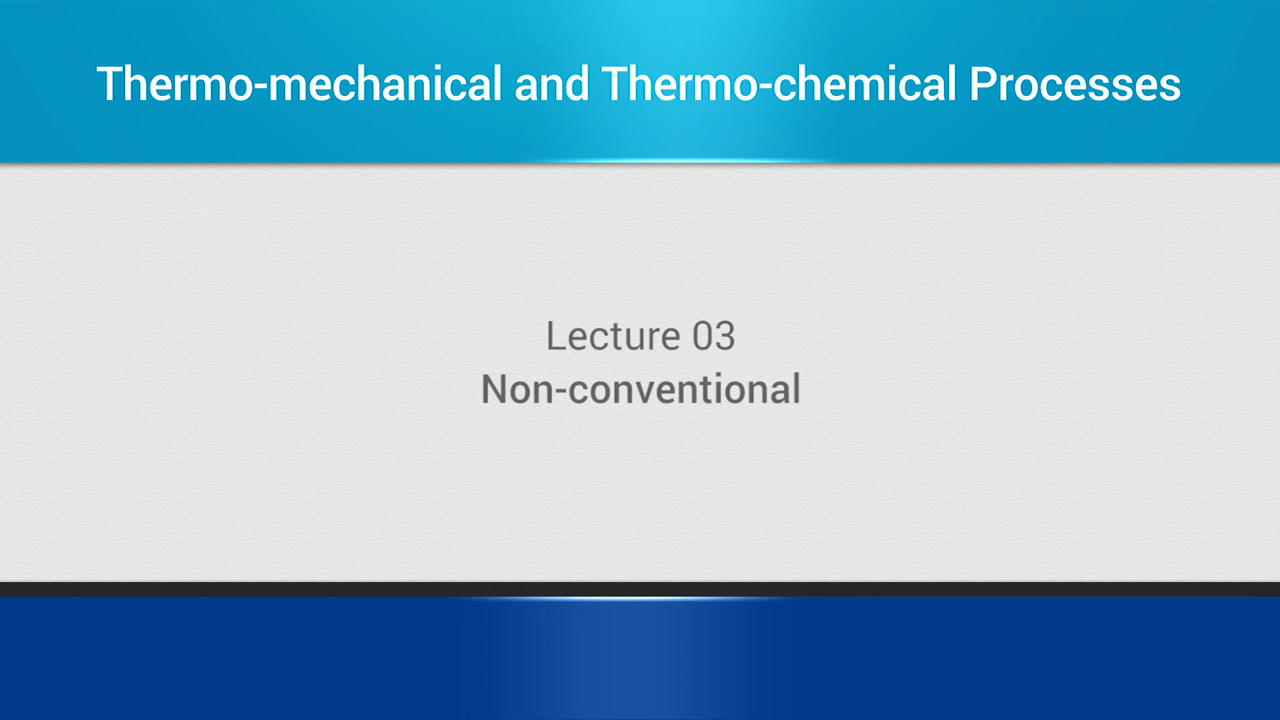 Thermo-mechanical and Thermo-chemical Processes
Lecture 03
Non-conventional